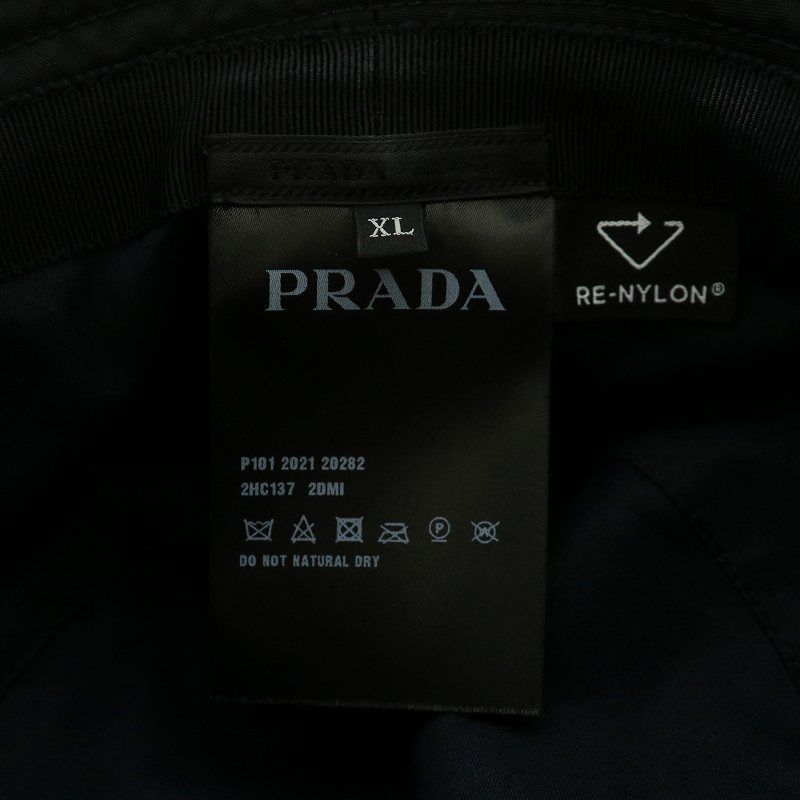 PRADA
XL
PRADA
RE-NYLON®
P101 2021 20282
2HC137 2DMI
P W
DO NOT NATURAL DRY